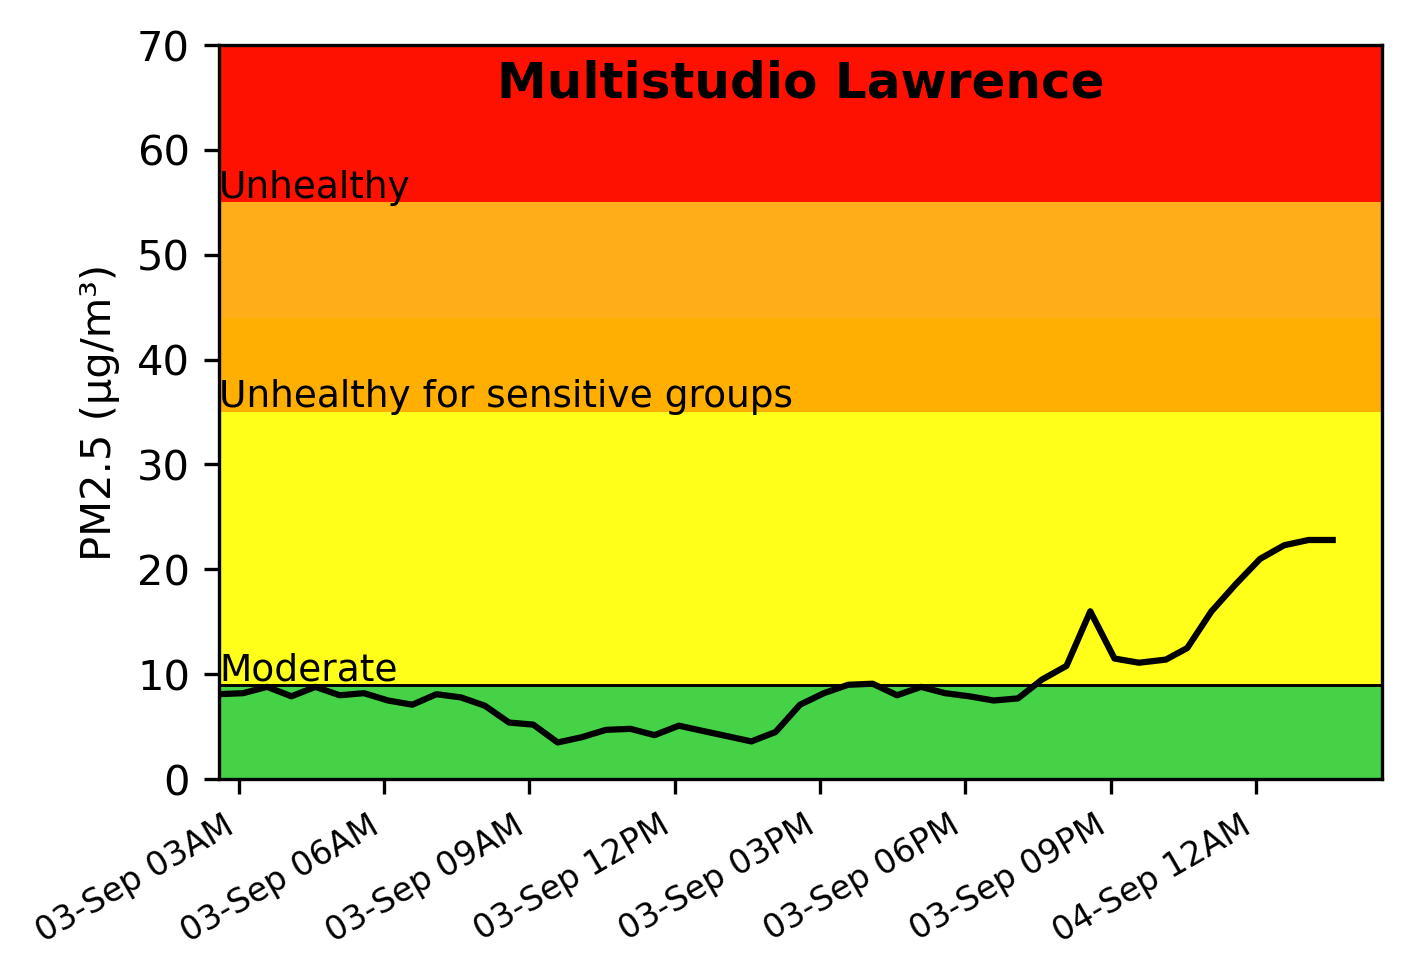 Multistudio Lawrence
70
60
50
40
30
20
10
0
PM2.5 (µg/m³)
Unhealthy
Unhealthy for sensitive groups
Moderate
03-Sep 03AM
03-Sep 06AM
03-Sep 09AM
03-Sep 12PM
03-Sep 03PM
03-Sep 06PM
03-Sep 09PM
04-Sep 12AM